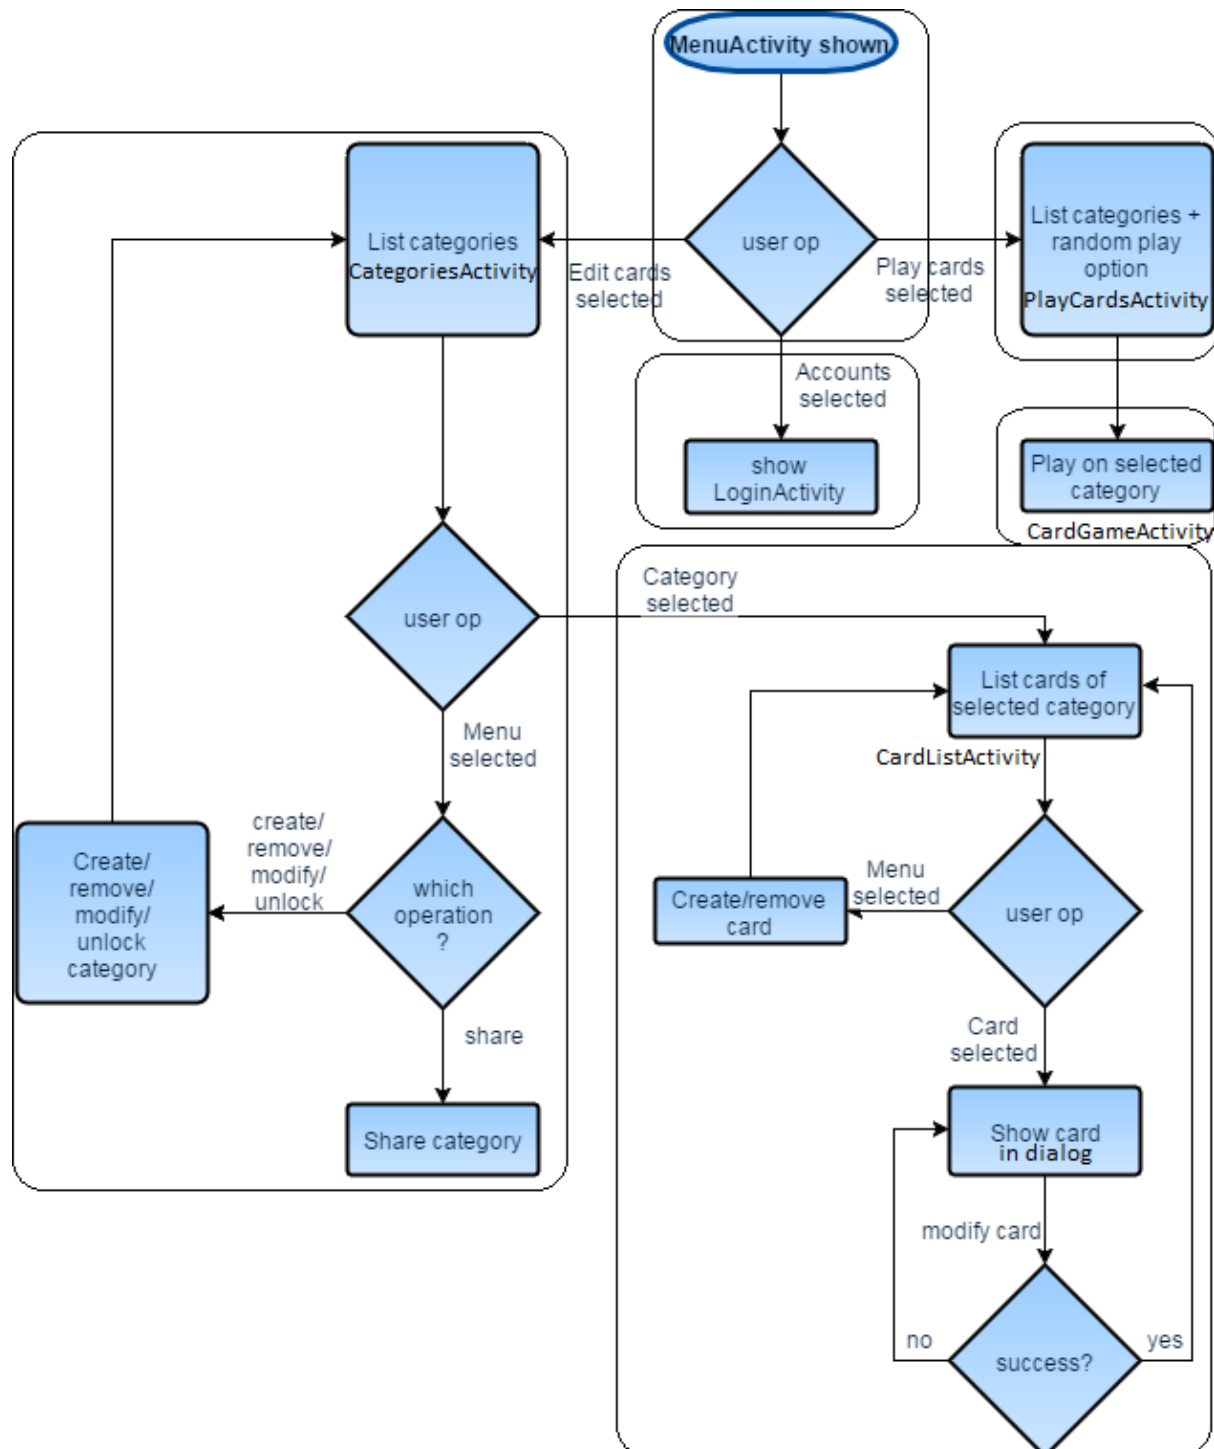 MenuActivity shown
user op
List categories
CategoriesActivity
Edit cards
selected
Play cards
selected
List categories +
random play
option
PlayCardsActivity
Accounts
selected
show
LoginActivity
Play on selected
category
CardGameActivity
user op
Category
selected
List cards of
selected category
CardListActivity
Menu
selected
create/
remove/
modify/
unlock
Create/
remove/
modify/
unlock
category
which
operation
?
Menu
selected
Create/remove
card
user op
share
Share category
Card
selected
Show card
in dialog
modify card
no
success?
yes